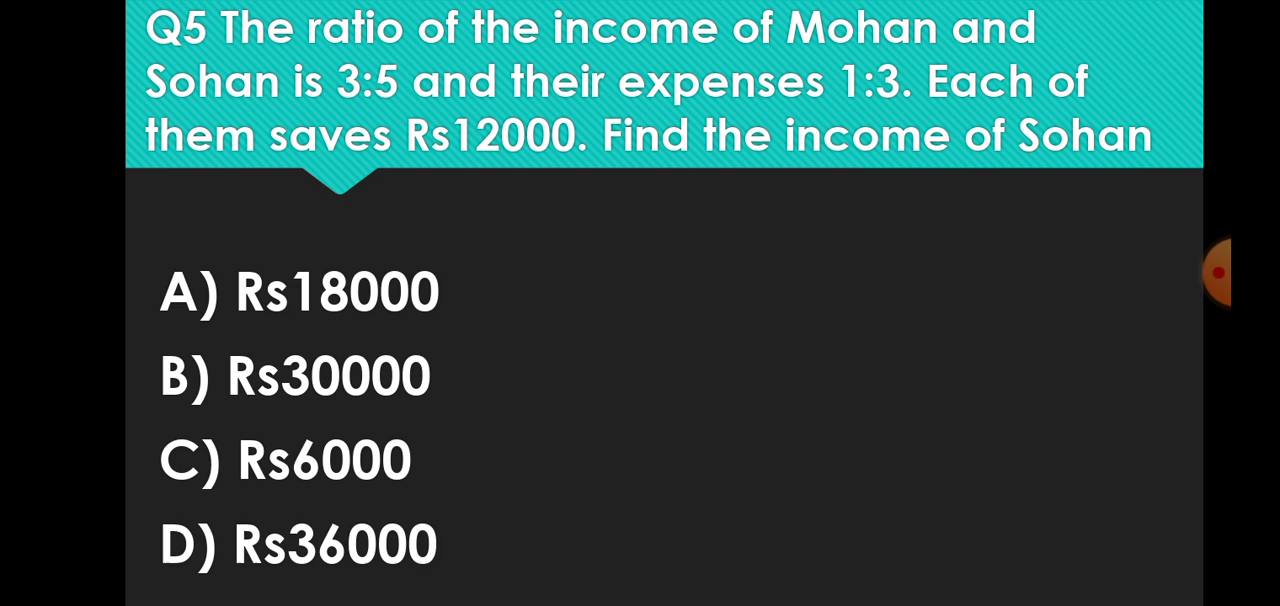 Q5 The ratio of the income of Mohan and
Sohan is 3:5 and their expenses 1:3. Each of
them saves Rs12000. Find the income of Sohan
A) Rs18000
B) Rs30000
C) Rs6000
D) Rs36000